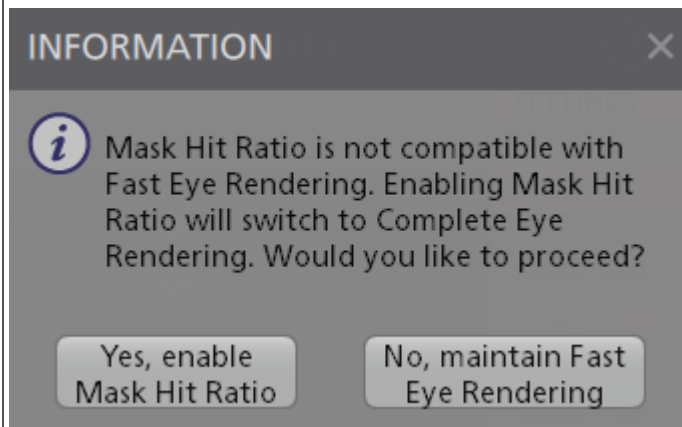 INFORMATION
Mask Hit Ratio is not compatible with
Fast Eye Rendering. Enabling Mask Hit
Ratio will switch to Complete Eye
Rendering. Would you like to proceed?
Yes, enable
Mask Hit Ratio
No, maintain Fast
Eye Rendering